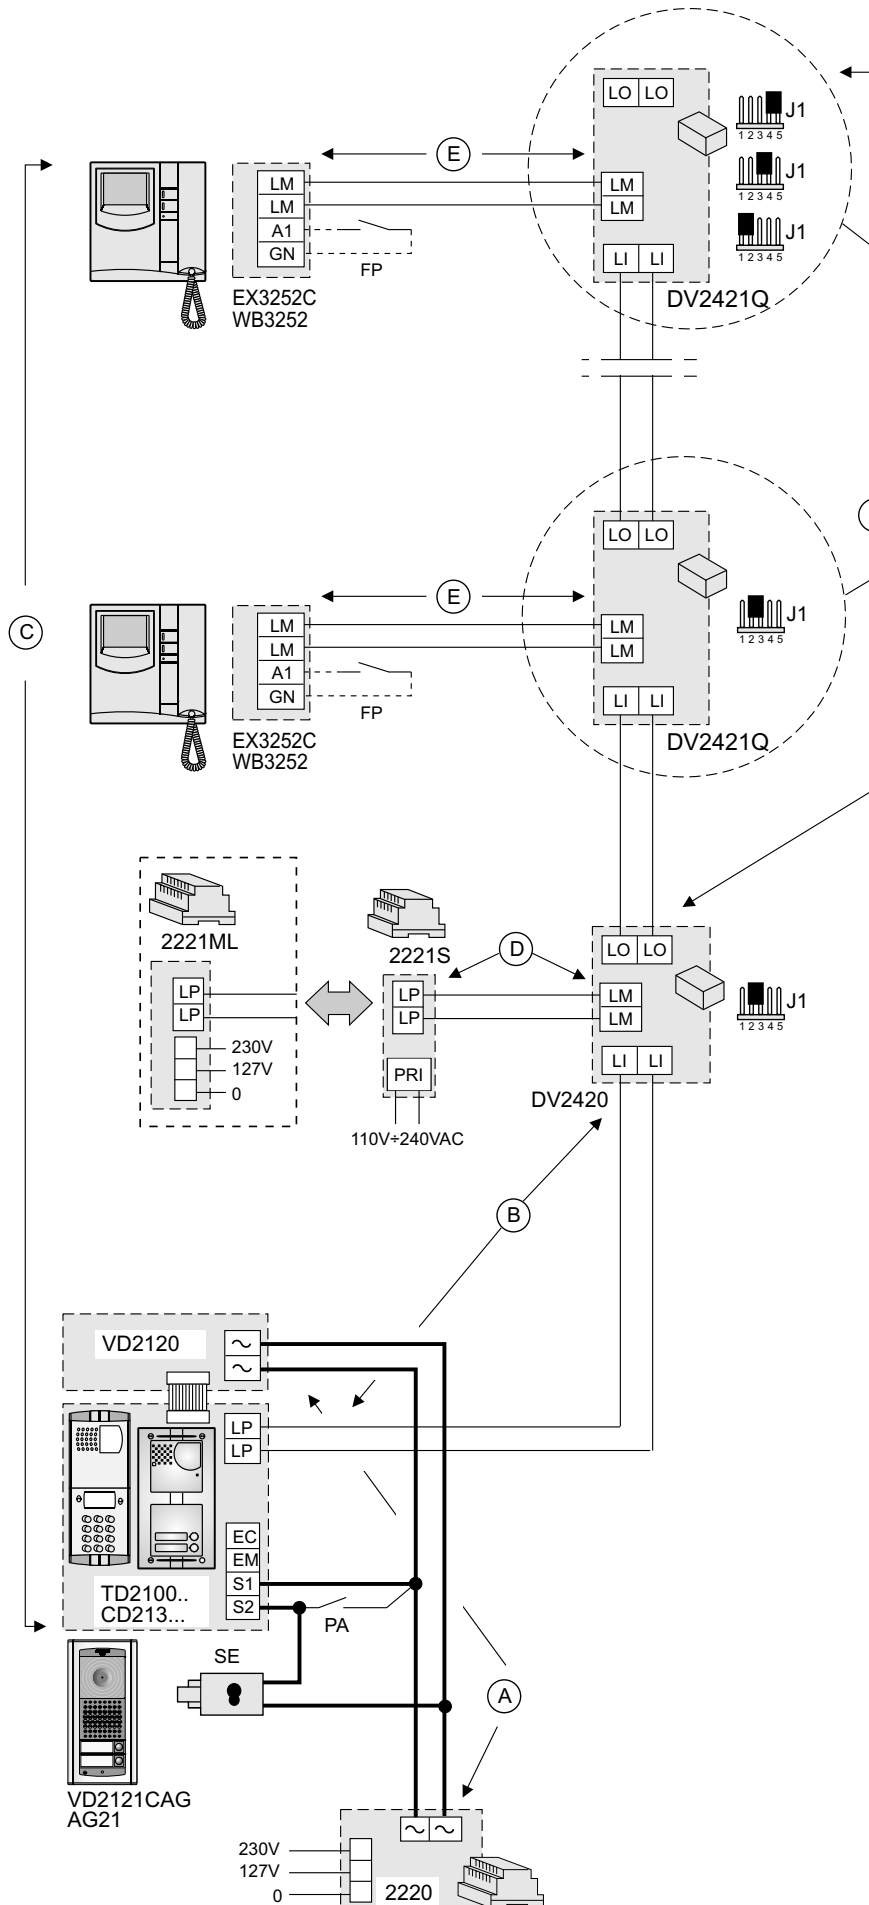 LO LO
J1
1 2 3 4 5
E
LM
LM
A1
GN
LM
LM
J1
1 2 3 4 5
J1
1 2 3 4 5
LI LI
FP
EX3252C
WB3252
DV2421Q
LO LO
E
LM
LM
A1
GN
LM
LM
J1
1 2 3 4 5
C
LI LI
FP
EX3252C
WB3252
DV2421Q
2221ML
2221S
D
LO LO
LP
LP
LP
LP
LM
LM
J1
1 2 3 4 5
230V
127V
0
PRI
LI LI
DV2420
110V÷240VAC
B
VD2120
~
~
LP
LP
EC
EM
S1
S2
TD2100..
CD213...
PA
SE
A
VD2121CAG
AG21
~ ~
230V
127V
0
2220